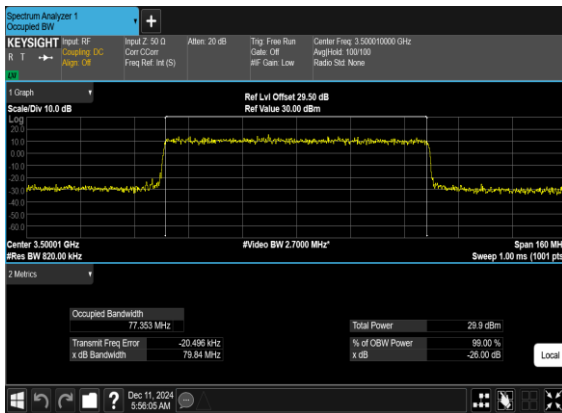 Spectrum Analyzer 1
Occupied BW
KEYSIGHT Input: RF Input Z: 50 Ω Atten: 20 dB Trig: Free Run Center Freq: 3.500010000 GHz
R T Coupling: DC Corr CCorr Gate: Off Avg|Hold: 100/100
Align: Off Freq Ref: Int (S) #IF Gain: Low Radio Std: None
1 Graph
Ref Lvl Offset 29.50 dB
Scale/Div 10.0 dB Ref Value 30.00 dBm
Log
20.0
10.0
0.00
-10.0
-20.0
-30.0
-40.0
-50.0
-60.0
Center 3.50001 GHz #Video BW 2.7000 MHz* Span 160 MH
#Res BW 820.00 kHz Sweep 1.00 ms (1001 pts
2 Metrics
Occupied Bandwidth
77.353 MHz Total Power 29.9 dBm
Transmit Freq Error -20.496 kHz % of OBW Power 99.00 %
x dB Bandwidth 79.84 MHz x dB -26.00 dB
Local
Dec 11, 2024
5:56:05 AM